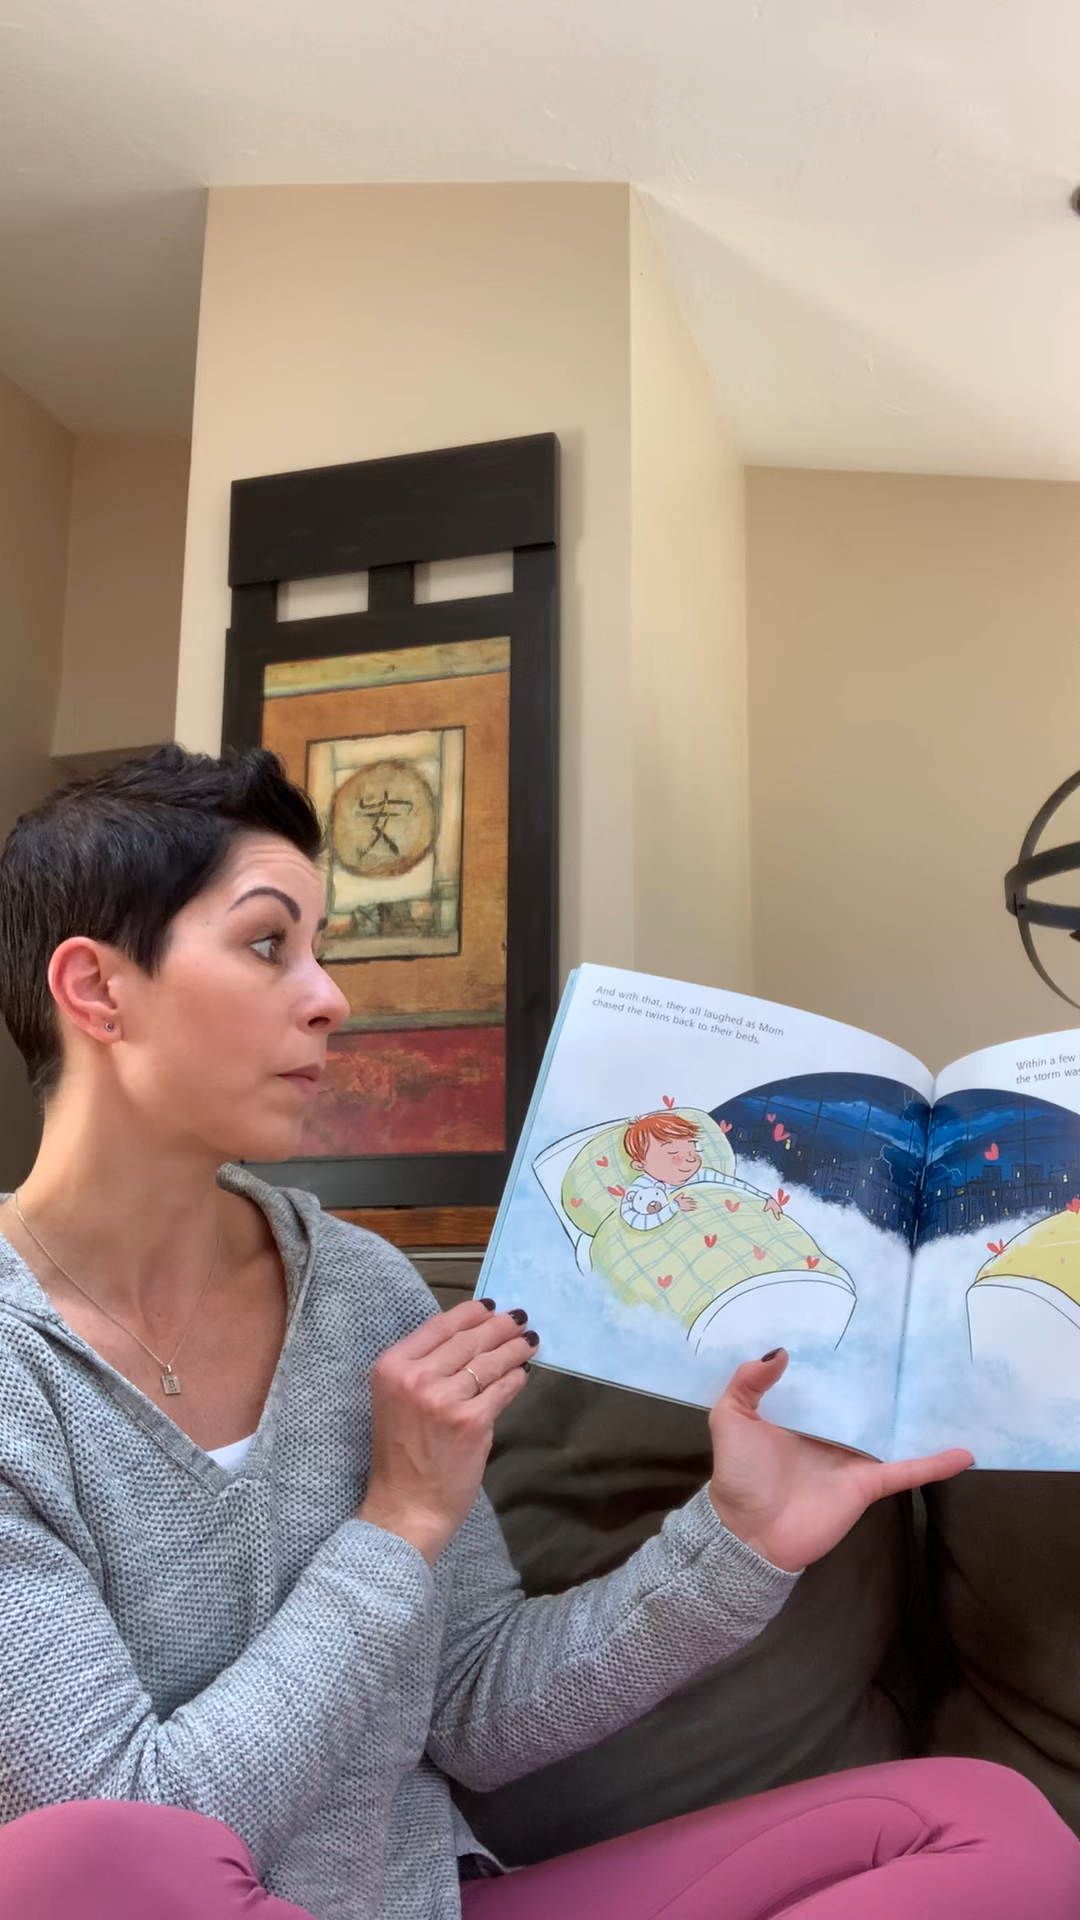 安
And with that, they all laughed as Mom
chased the twins back to their beds.
Within a few
the storm was